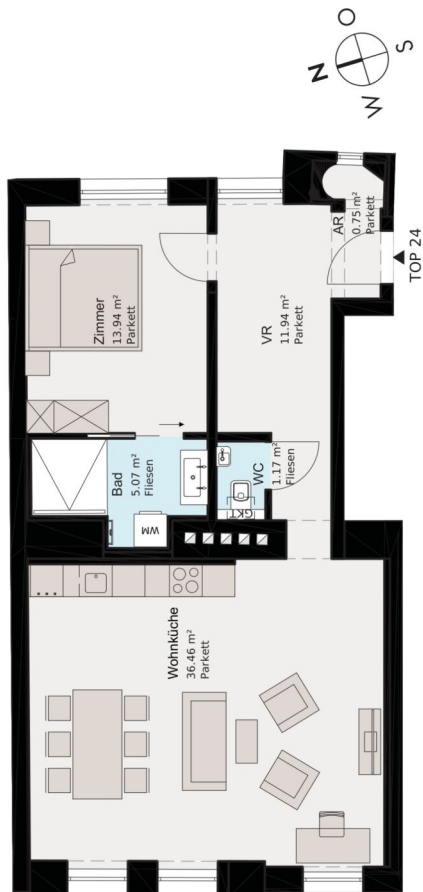 N
O
S
W
AR
0.75 m²
Parkett
TOP 24
Zimmer
13.94 m²
Parkett
VR
11.94 m²
Parkett
Bad
5.07 m²
Fliesen
WM
WC
1.17 m²
Fliesen
GKT
Wohnküche
36.46 m²
Parkett